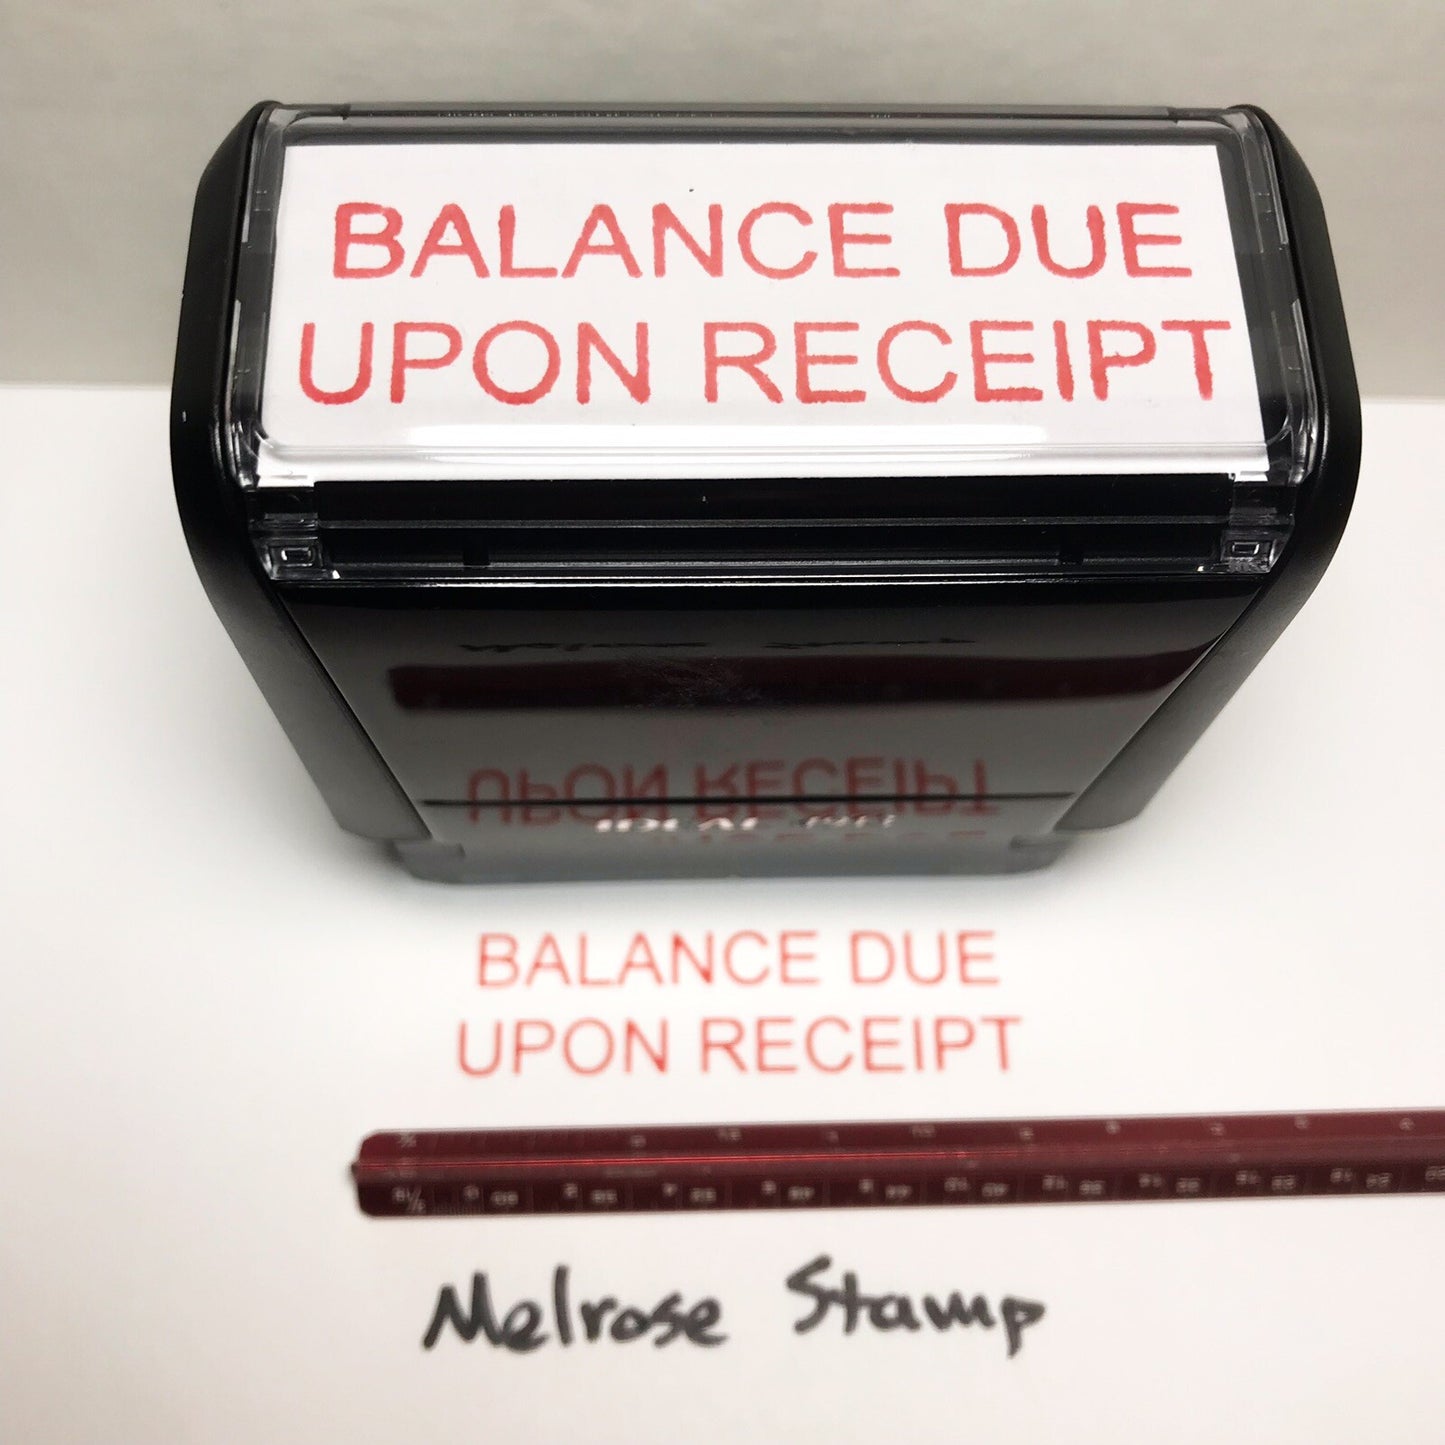 BALANCE DUE
UPON RECEIPT
BALANCE DUE
UPON RECEIPT
Melrose Stamp